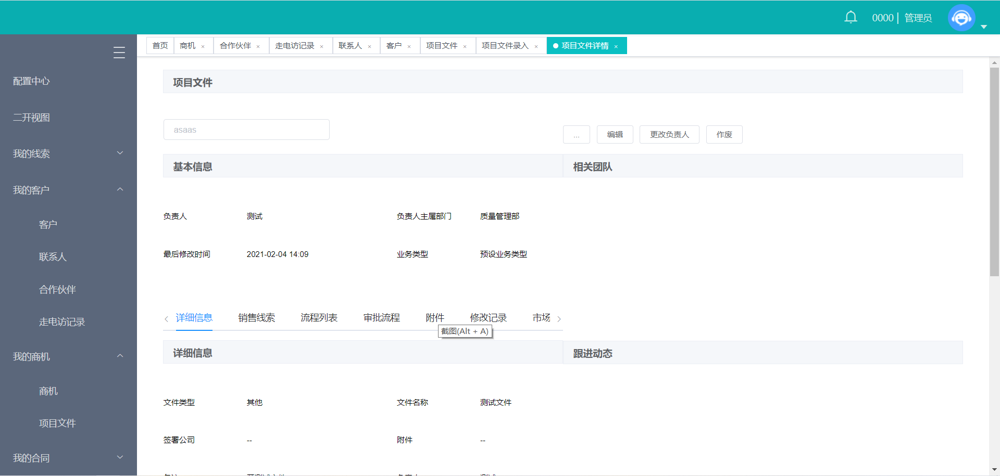 0000 | 管理员
首页 商机 × 合作伙伴 × 走电访记录 × 联系人 × 客户 × 项目文件 × 项目文件录入 × 项目文件详情 ×
配置中心
二开视图
我的线索
我的客户
客户
联系人
合作伙伴
走电访记录
我的商机
商机
项目文件
我的合同
项目文件
asaas
... 编辑 更改负责人 作废
基本信息 相关团队
负责人 测试 负责人主属部门 质量管理部
最后修改时间 2021-02-04 14:09 业务类型 预设业务类型
详细信息 销售线索 流程列表 审批流程 附件 修改记录 市场
截图(Alt + A)
详细信息 跟进动态
文件类型 其他 文件名称 测试文件
签署公司 -- 附件 --